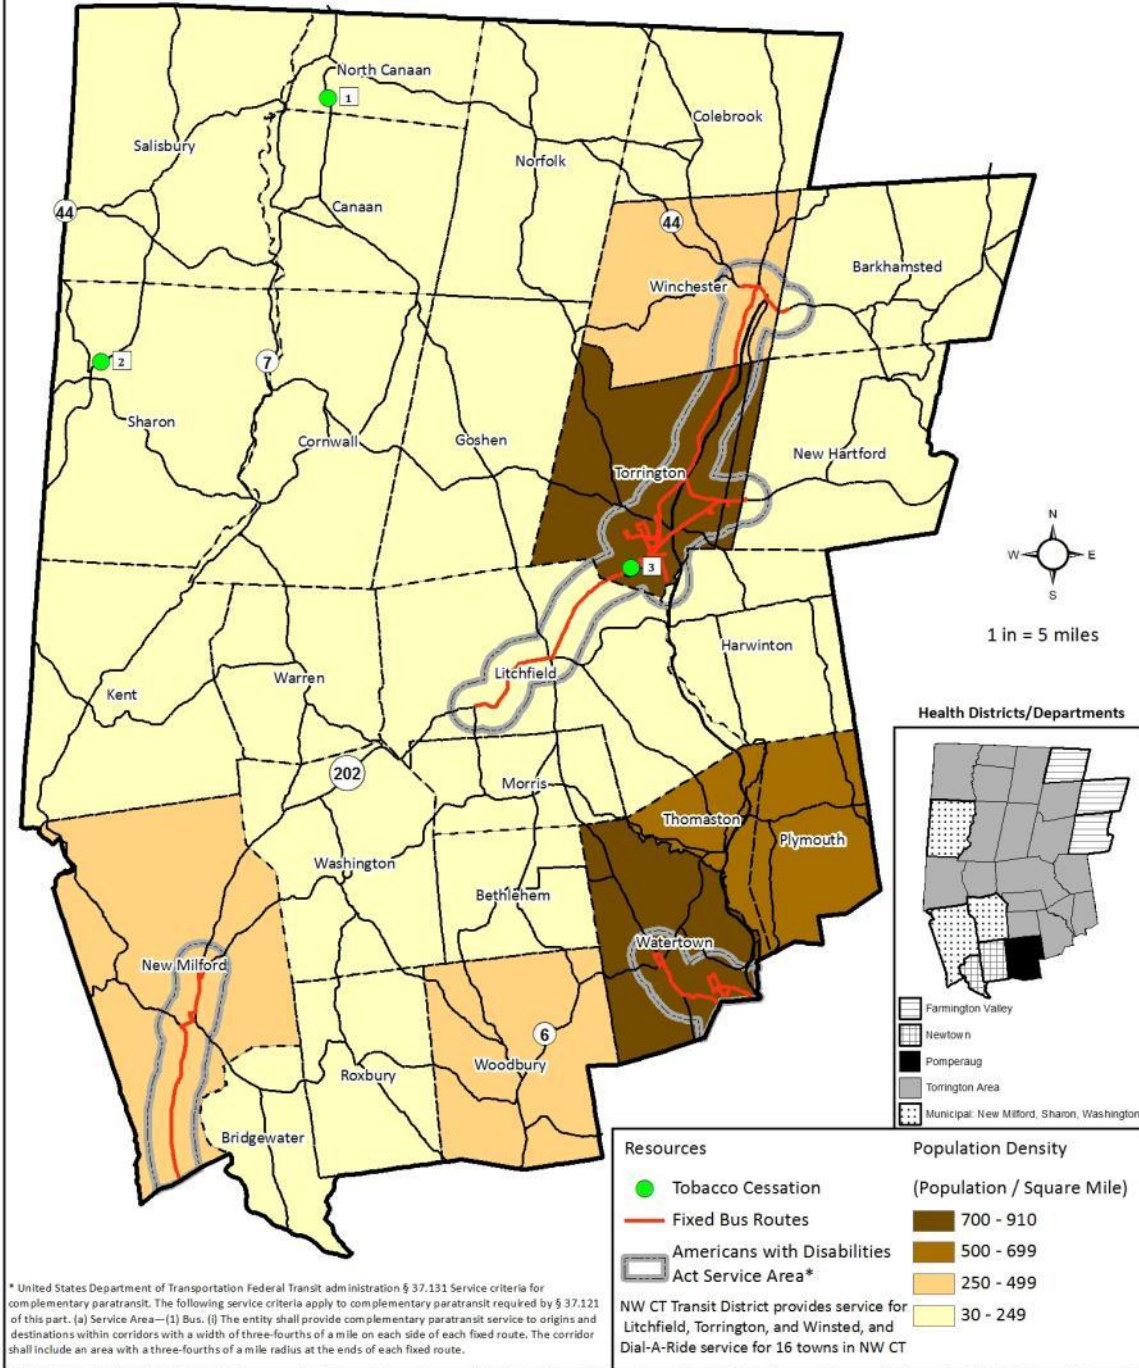 North Canaan
1
Colebrook
Salisbury
Norfolk
Canaan
44
44
Barkhamsted
Winchester
2
7
Sharon
Cornwall
Goshen
New Hartford
Torrington
N
W
E
S
3
1 in = 5 miles
Harwinton
Litchfield
Warren
Kent
Health Districts/Departments
202
Morris
Thomaston
Plymouth
Washington
Bethlehem
Watertown
New Milford
Farmington Valley
Newtown
Pomperaug
Torrington Area
Municipal: New Milford, Sharon, Washington
6
Woodbury
Roxbury
Bridgewater
Resources
Tobacco Cessation
Fixed Bus Routes
Americans with Disabilities
Act Service Area*
NW CT Transit District provides service for
Litchfield, Torrington, and Winsted, and
Dial-A-Ride service for 16 towns in NW CT
Population Density
(Population / Square Mile)
700 - 910
500 - 699
250 - 499
30 - 249
* United States Department of Transportation Federal Transit administration § 37.131 Service criteria for
complementary paratransit. The following service criteria apply to complementary paratransit required by § 37.121
of this part. (a) Service Area—(1) Bus. (i) The entity shall provide complementary paratransit service to origins and
destinations within corridors with a width of three-fourths of a mile on each side of each fixed route. The corridor
shall include an area with a three-fourths of a mile radius at the ends of each fixed route.